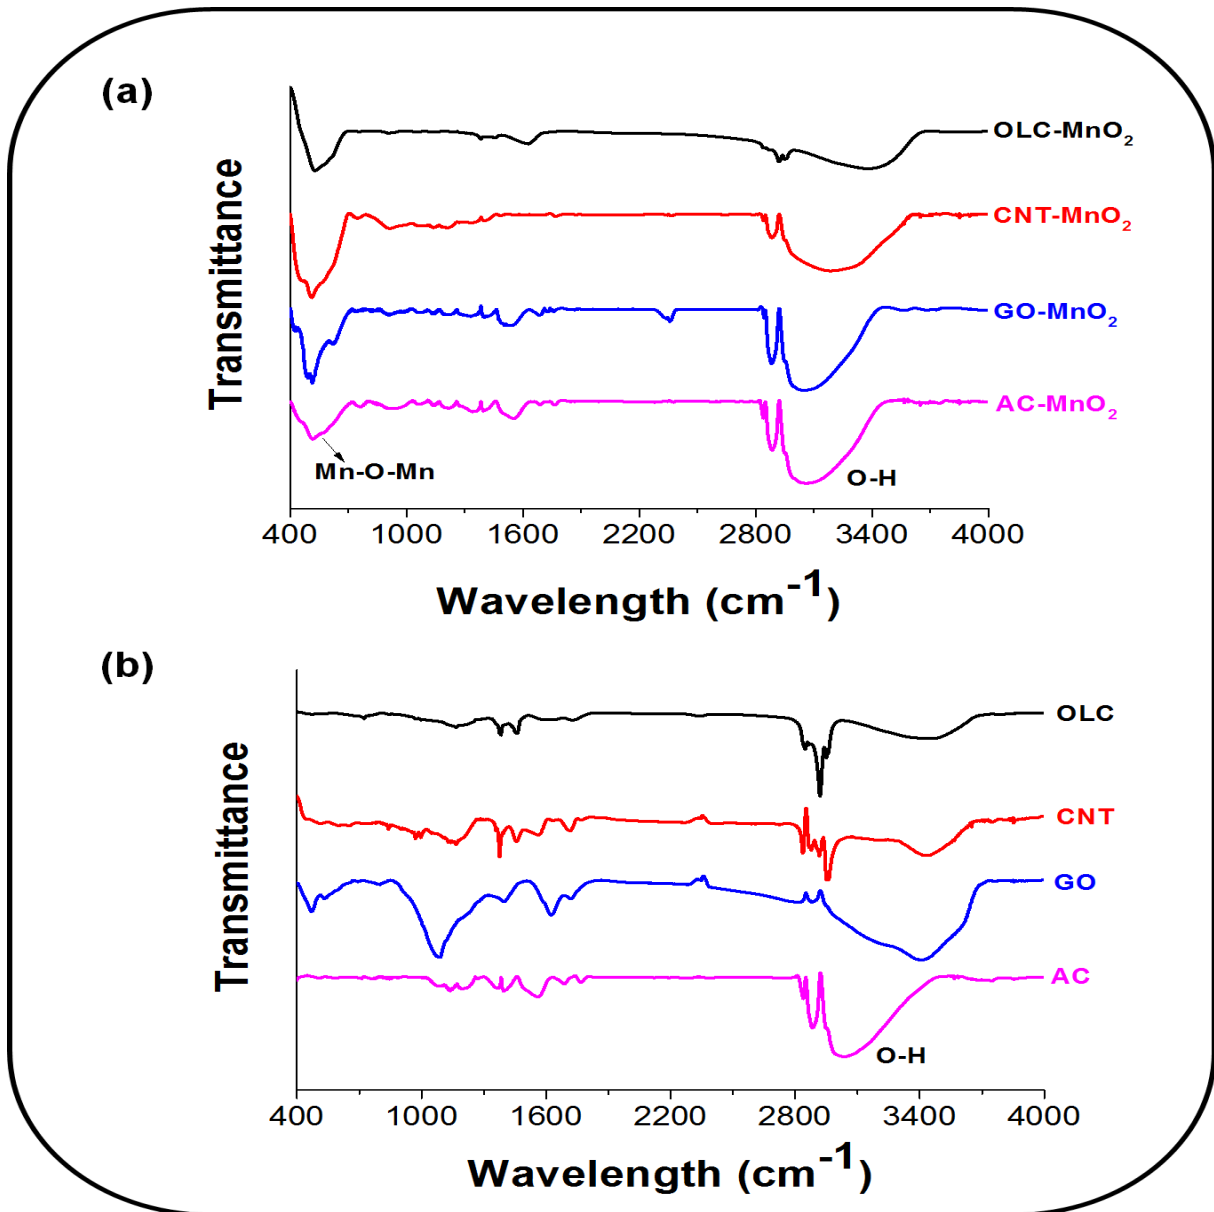 (a)
Transmittance
OLC-MnO₂
CNT-MnO₂
GO-MnO₂
AC-MnO₂
Mn-O-Mn
O-H
400 1000 1600 2200 2800 3400 4000
Wavelength (cm⁻¹)
(b)
Transmittance
OLC
CNT
GO
AC
O-H
400 1000 1600 2200 2800 3400 4000
Wavelength (cm⁻¹)